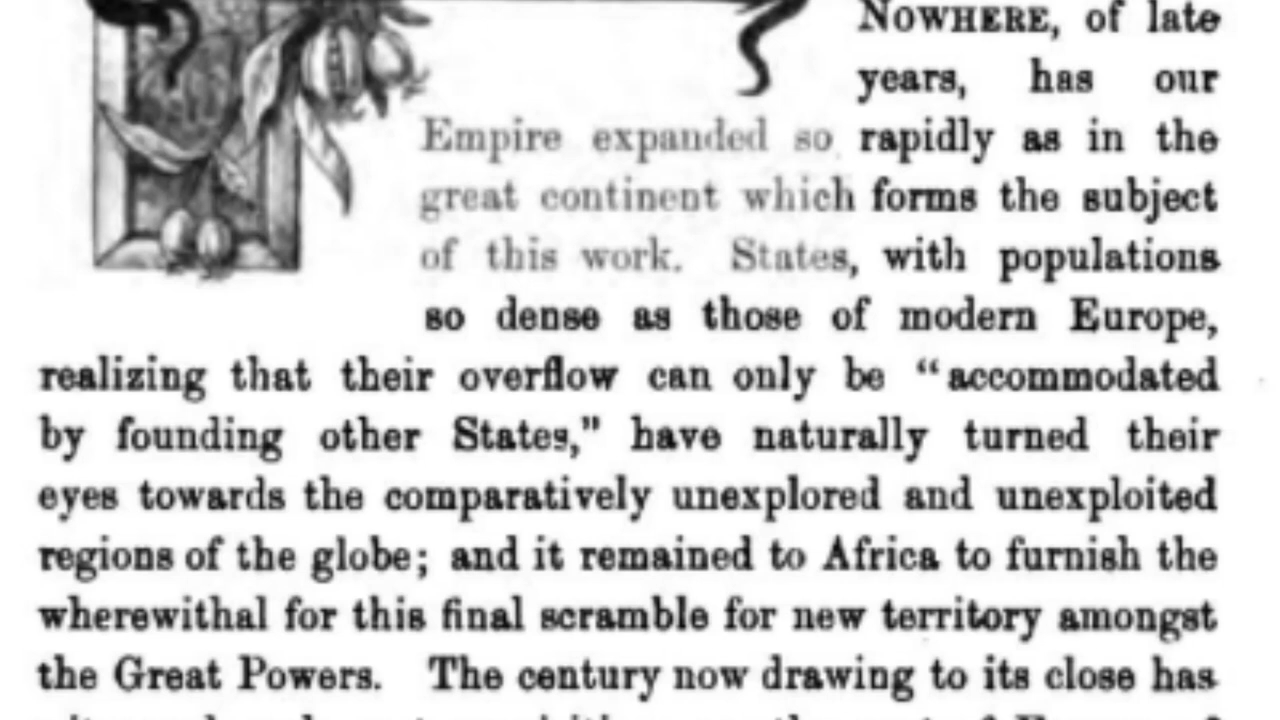 NOWHERE, of late
years, has our
Empire expanded so rapidly as in the
great continent which forms the subject
of this work. States, with populations
so dense as those of modern Europe,
realizing that their overflow can only be “accommodated
by founding other States,” have naturally turned their
eyes towards the comparatively unexplored and unexploited
regions of the globe; and it remained to Africa to furnish the
wherewithal for this final scramble for new territory amongst
the Great Powers. The century now drawing to its close has